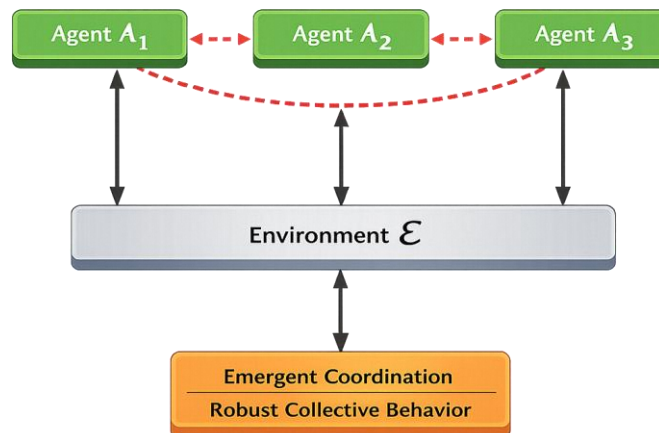 Agent A₁
Agent A₂
Agent A₃
Environment ℰ
Emergent Coordination
Robust Collective Behavior